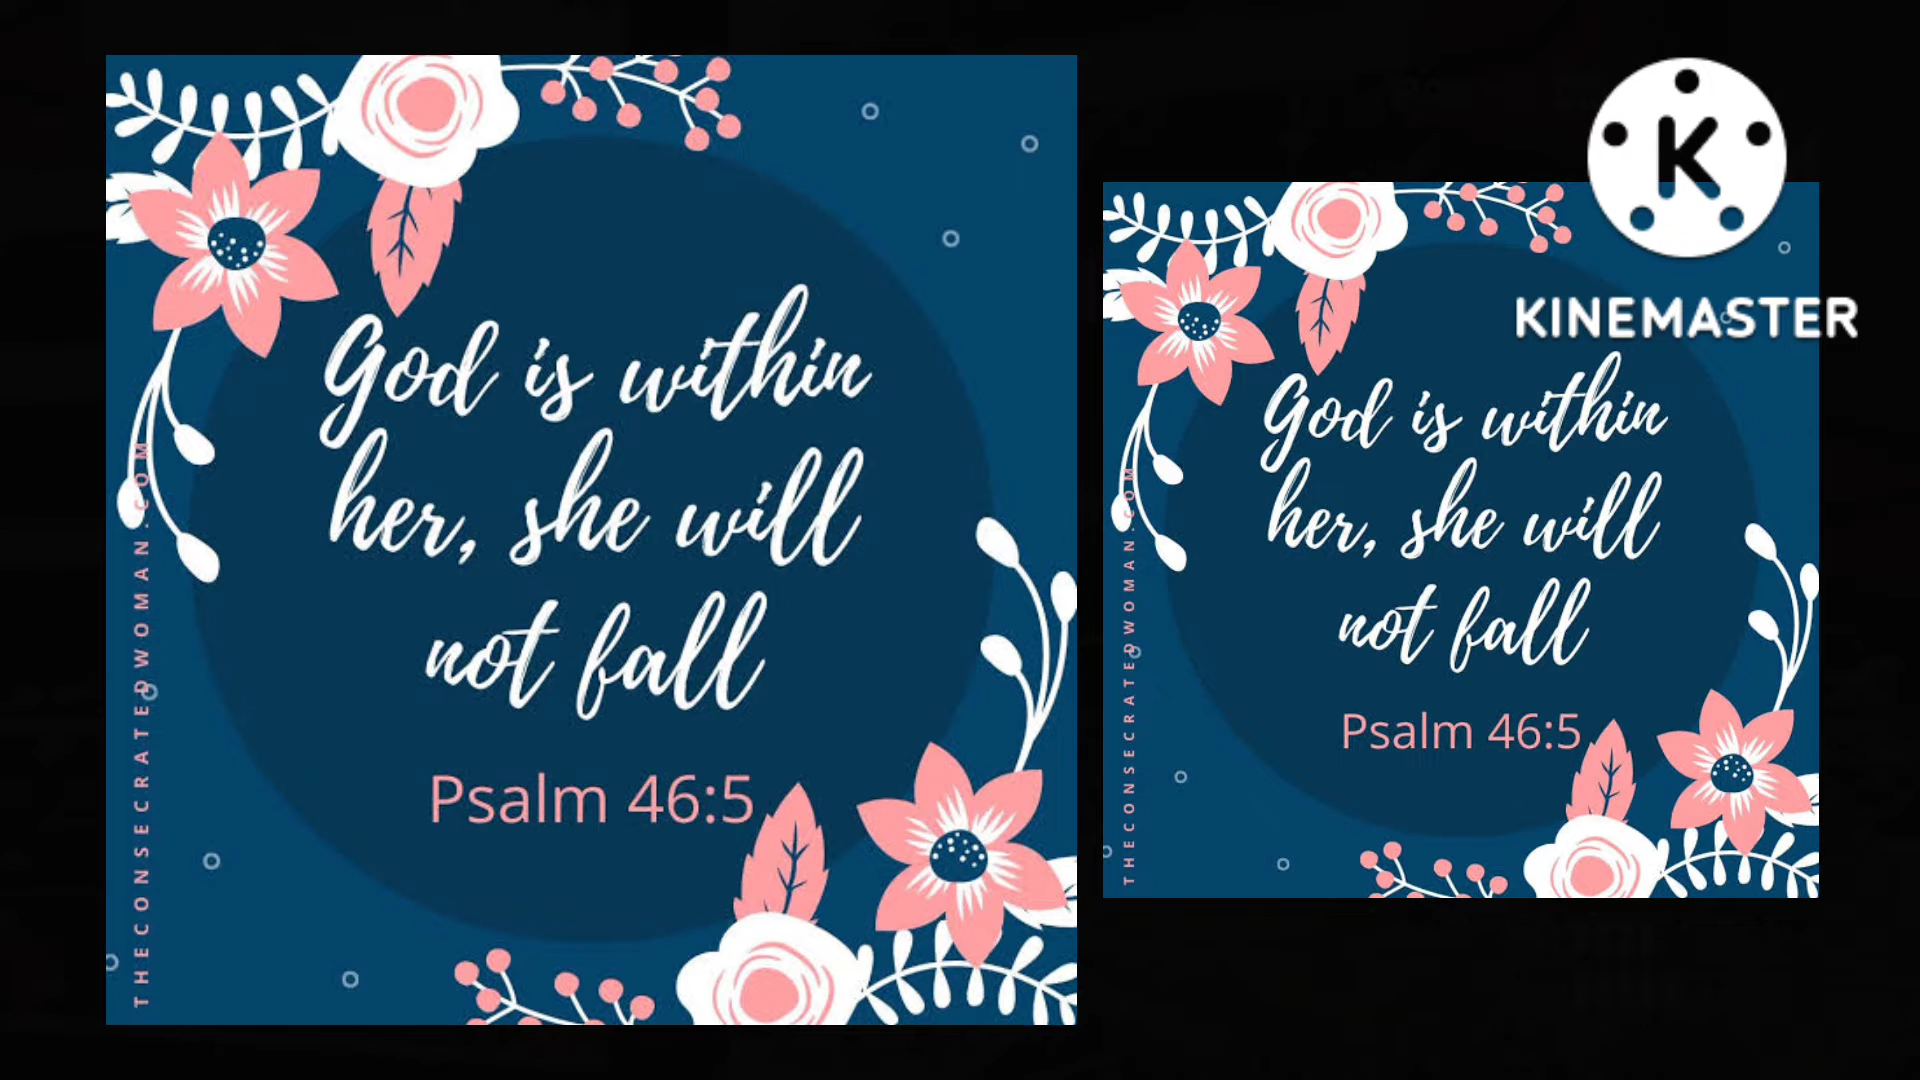 God is within
her, she will
not fall
Psalm 46:5
THECONSECRATEDWOMAN.COM
KINEMASTER
God is within
her, she will
not fall
Psalm 46:5
THECONSECRATEDWOMAN.COM